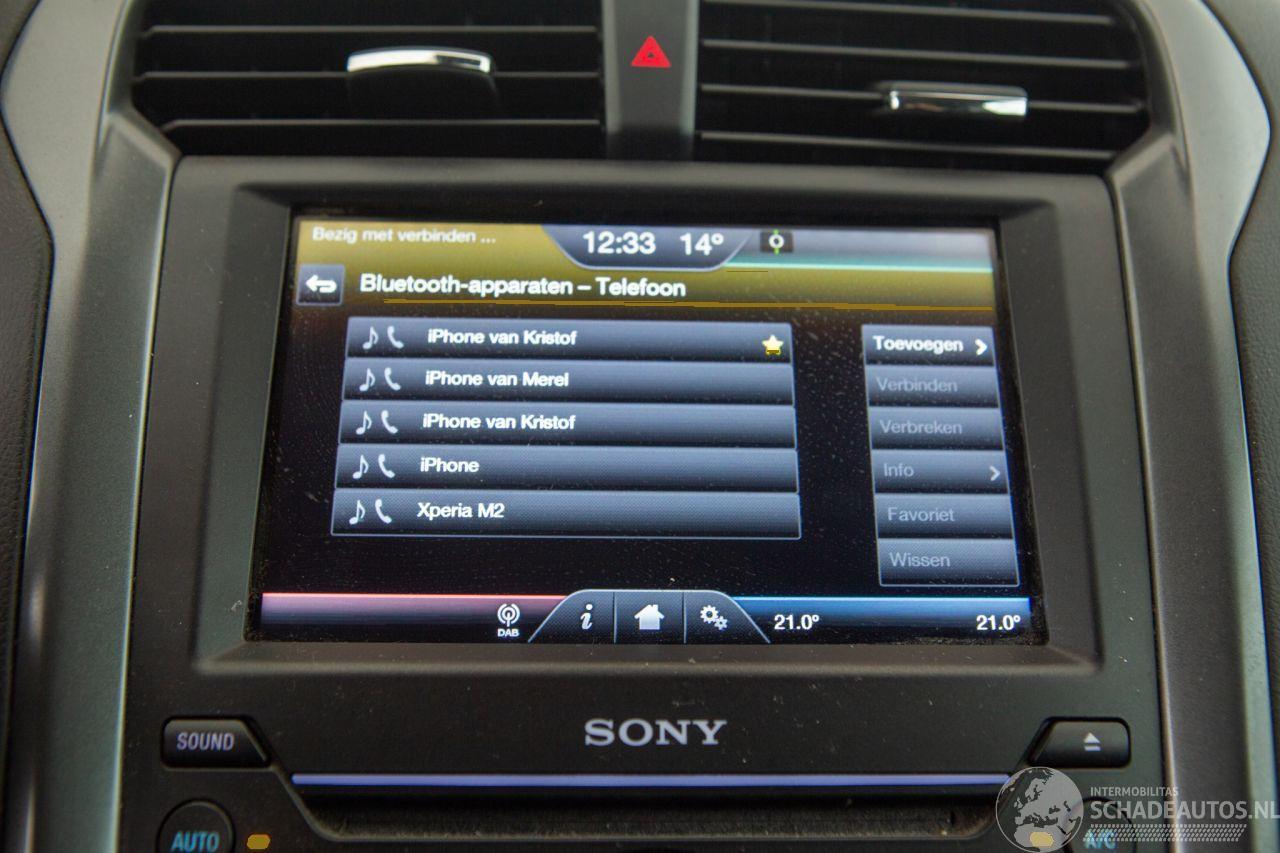 Bezig met verbinden ...
12:33 14°
Bluetooth-apparaten – Telefoon
iPhone van Kristof
iPhone van Merel
iPhone van Kristof
iPhone
Xperia M2
Toevoegen
Verbinden
Verbreken
Info
Favoriet
Wissen
DAB
i
21.0°
21.0°
SONY
SOUND
AUTO
A/C
INTERMOBILITAS
SCHADEAUTOS.NL